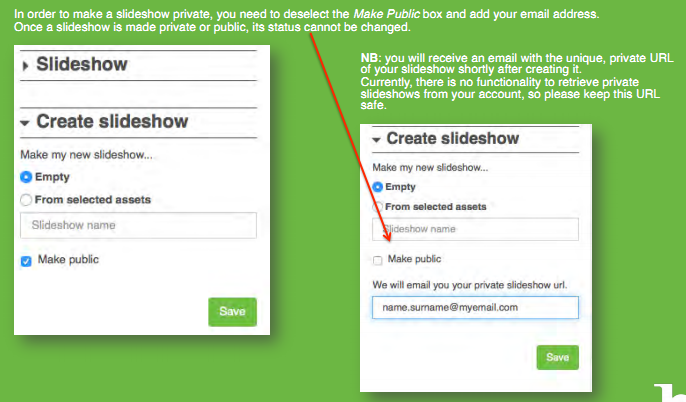 In order to make a slideshow private, you need to deselect the Make Public box and add your email address.
Once a slideshow is made private or public, its status cannot be changed.
Slideshow
Create slideshow
Make my new slideshow...
Empty
From selected assets
Slideshow name
Make public
Save
NB: you will receive an email with the unique, private URL
of your slideshow shortly after creating it.
Currently, there is no functionality to retrieve private
slideshows from your account, so please keep this URL
safe.
Create slideshow
Make my new slideshow...
Empty
From selected assets
Slideshow name
Make public
We will email you your private slideshow url.
name.surname@myemail.com
Save